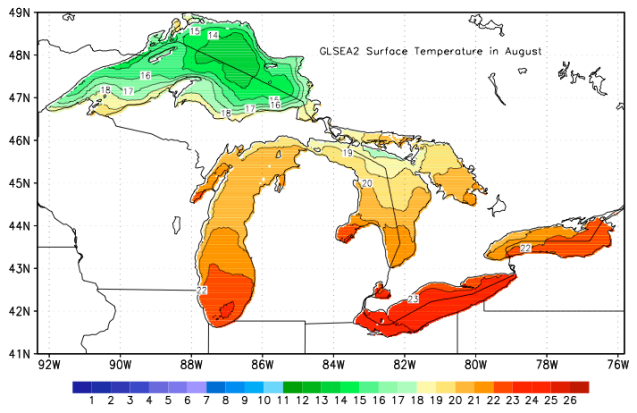 49N
15
14
GLSEA2 Surface Temperature in August
48N
16
17
18
15
16
47N
18
17
46N
19
45N
20
44N
22
43N
22
23
42N
41N
92W 90W 88W 86W 84W 82W 80W 78W 76W
1 2 3 4 5 6 7 8 9 10 11 12 13 14 15 16 17 18 19 20 21 22 23 24 25 26